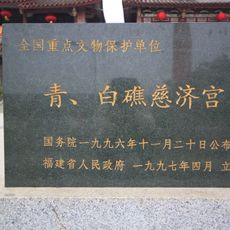 全国重点文物保护单位
青、白礁慈济宫
国务院一九九六年十一月二十日公布
福建省人民政府 一九九七年四月 立